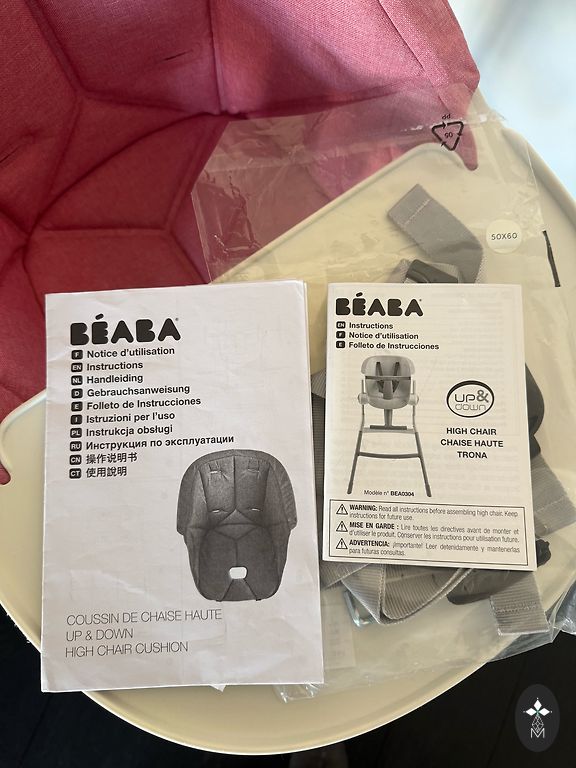 PP
05
50X60
BÉABA®
F Notice d'utilisation
EN Instructions
NL Handleiding
D Gebrauchsanweisung
E Folleto de Instrucciones
I Istruzioni per l'uso
PL Instrukcja obsługi
RU Инструкция по эксплуатации
CN 操作说明书
CT 使用說明
COUSSIN DE CHAISE HAUTE
UP & DOWN
HIGH CHAIR CUSHION
BÉABA®
EN Instructions
F Notice d'utilisation
E Folleto de Instrucciones
up&
down
HIGH CHAIR
CHAISE HAUTE
TRONA
Modèle n° BEA0304
WARNING: Read all instructions before assembling high chair. Keep
instructions for future use.
MISE EN GARDE : Lire toutes les directives avant de monter et
d'utiliser le produit. Conserver les instructions pour utilisation future.
ADVERTENCIA: ¡Importante! Leer detenidamente y mantenerlas
para futuras consultas.
M